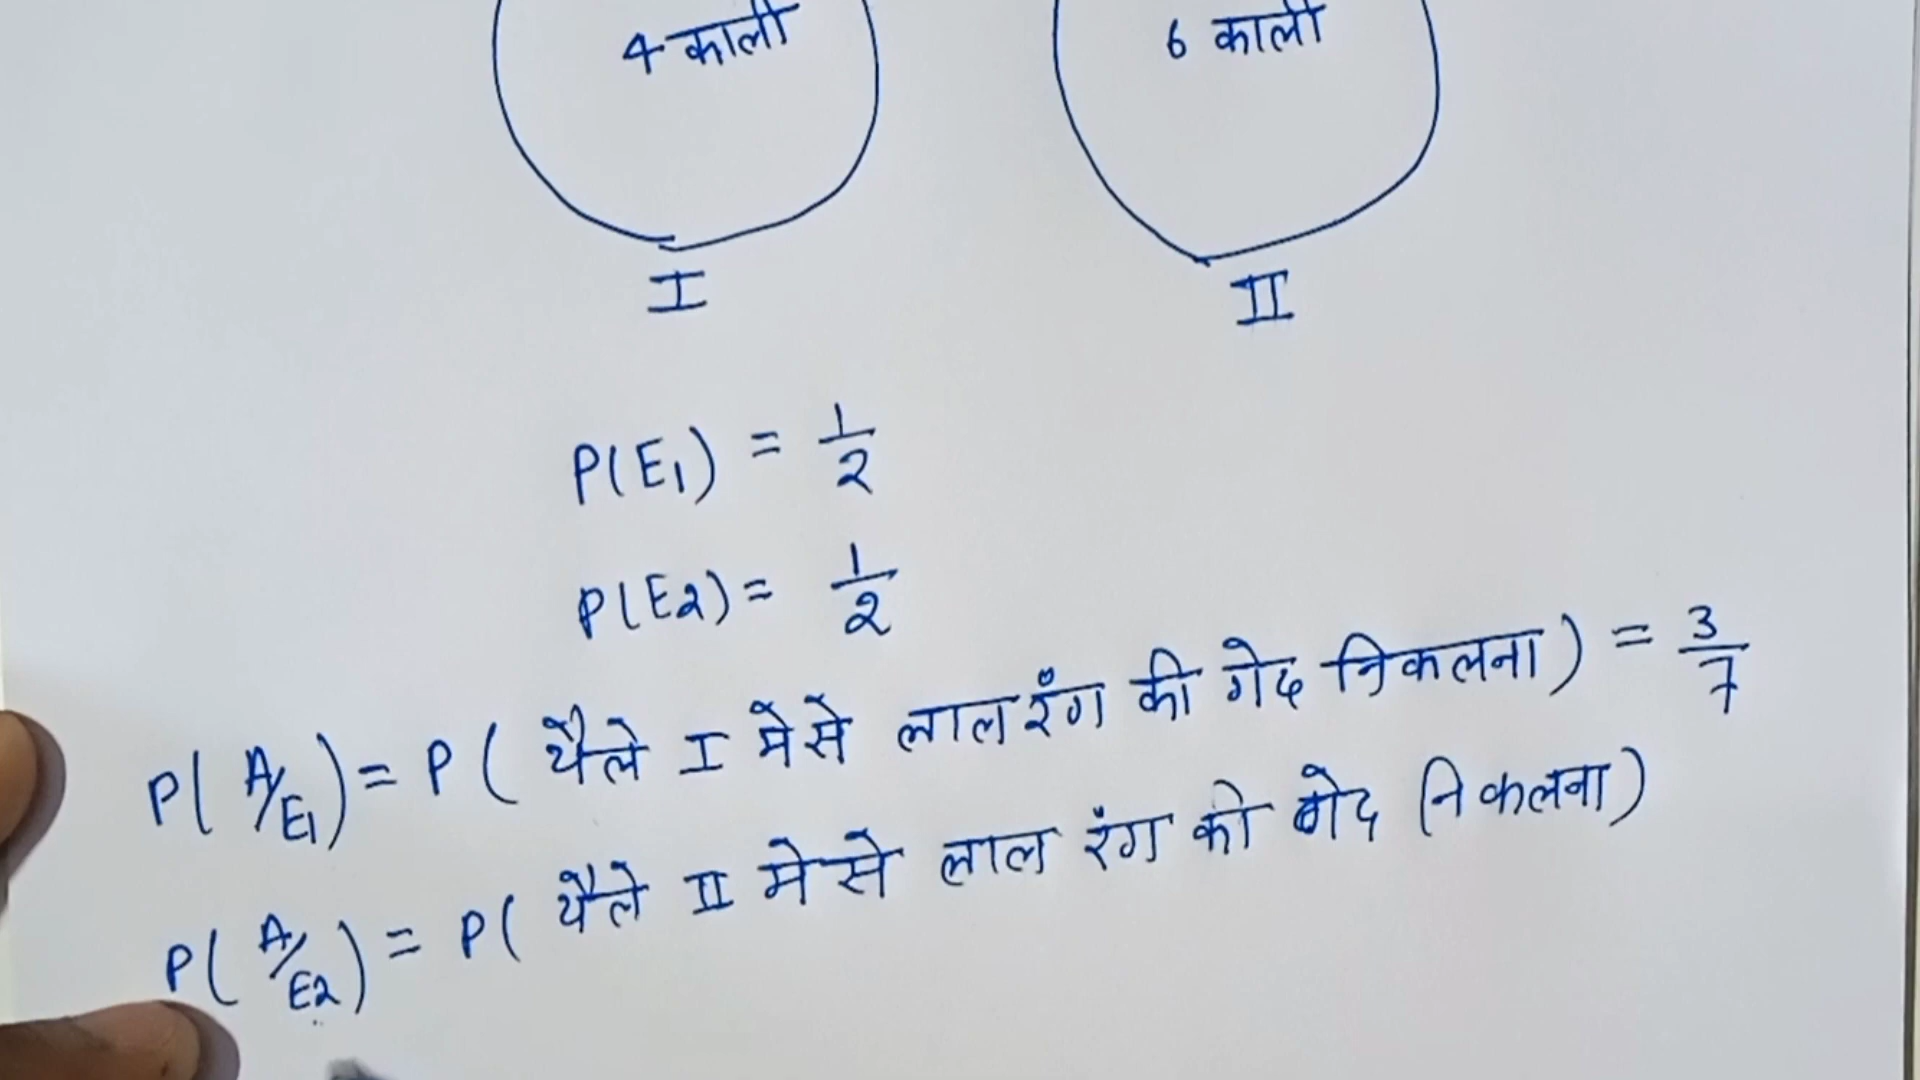 4 काली
6 काली
I
II
P(E1) = 1/2
P(E2) = 1/2
P(A/E1) = P( थैले I मे से लाल रंग की गेद निकलना) = 3/7
P(A/E2) = P( थैले II मे से लाल रंग की गेद निकलना)